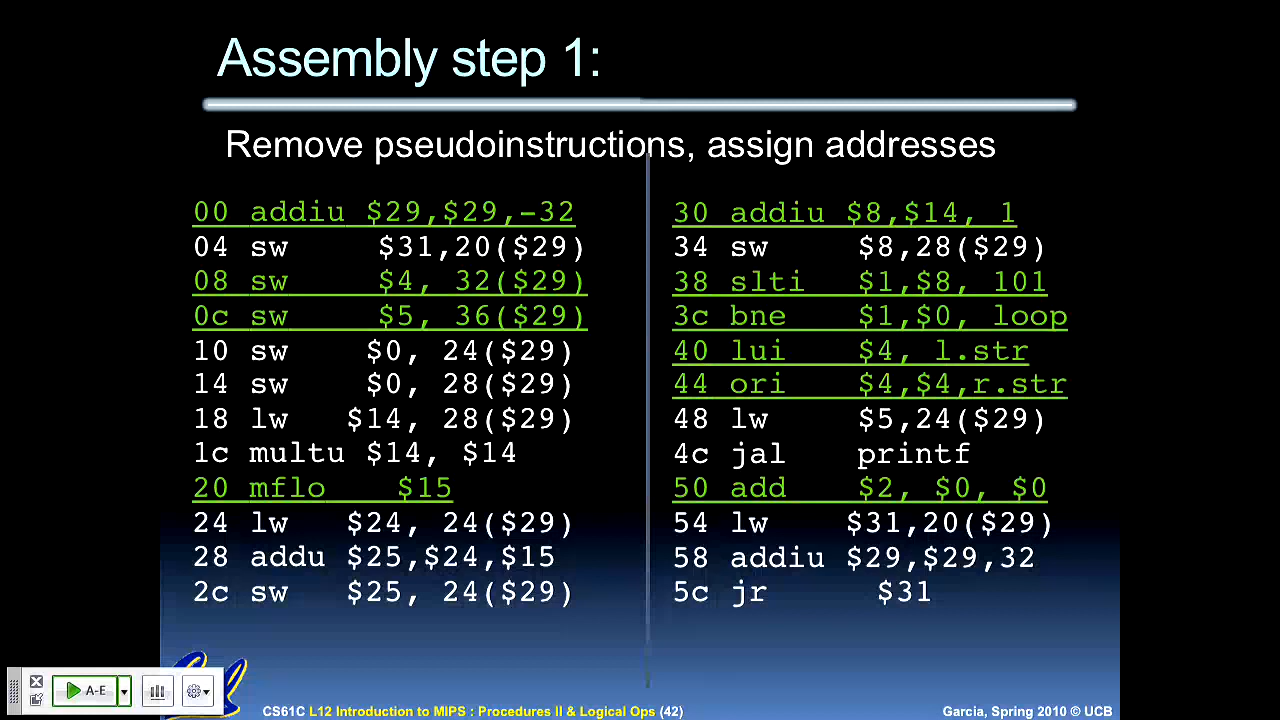 Assembly step 1:
Remove pseudoinstructions, assign addresses
00 addiu $29,$29,-32
04 sw $31,20($29)
08 sw $4, 32($29)
0c sw $5, 36($29)
10 sw $0, 24($29)
14 sw $0, 28($29)
18 lw $14, 28($29)
1c multu $14, $14
20 mflo $15
24 lw $24, 24($29)
28 addu $25,$24,$15
2c sw $25, 24($29)
30 addiu $8,$14, 1
34 sw $8,28($29)
38 slti $1,$8, 101
3c bne $1,$0, loop
40 lui $4, l.str
44 ori $4,$4,r.str
48 lw $5,24($29)
4c jal printf
50 add $2, $0, $0
54 lw $31,20($29)
58 addiu $29,$29,32
5c jr $31
A-E
CS61C L12 Introduction to MIPS : Procedures II & Logical Ops (42)
Garcia, Spring 2010 © UCB